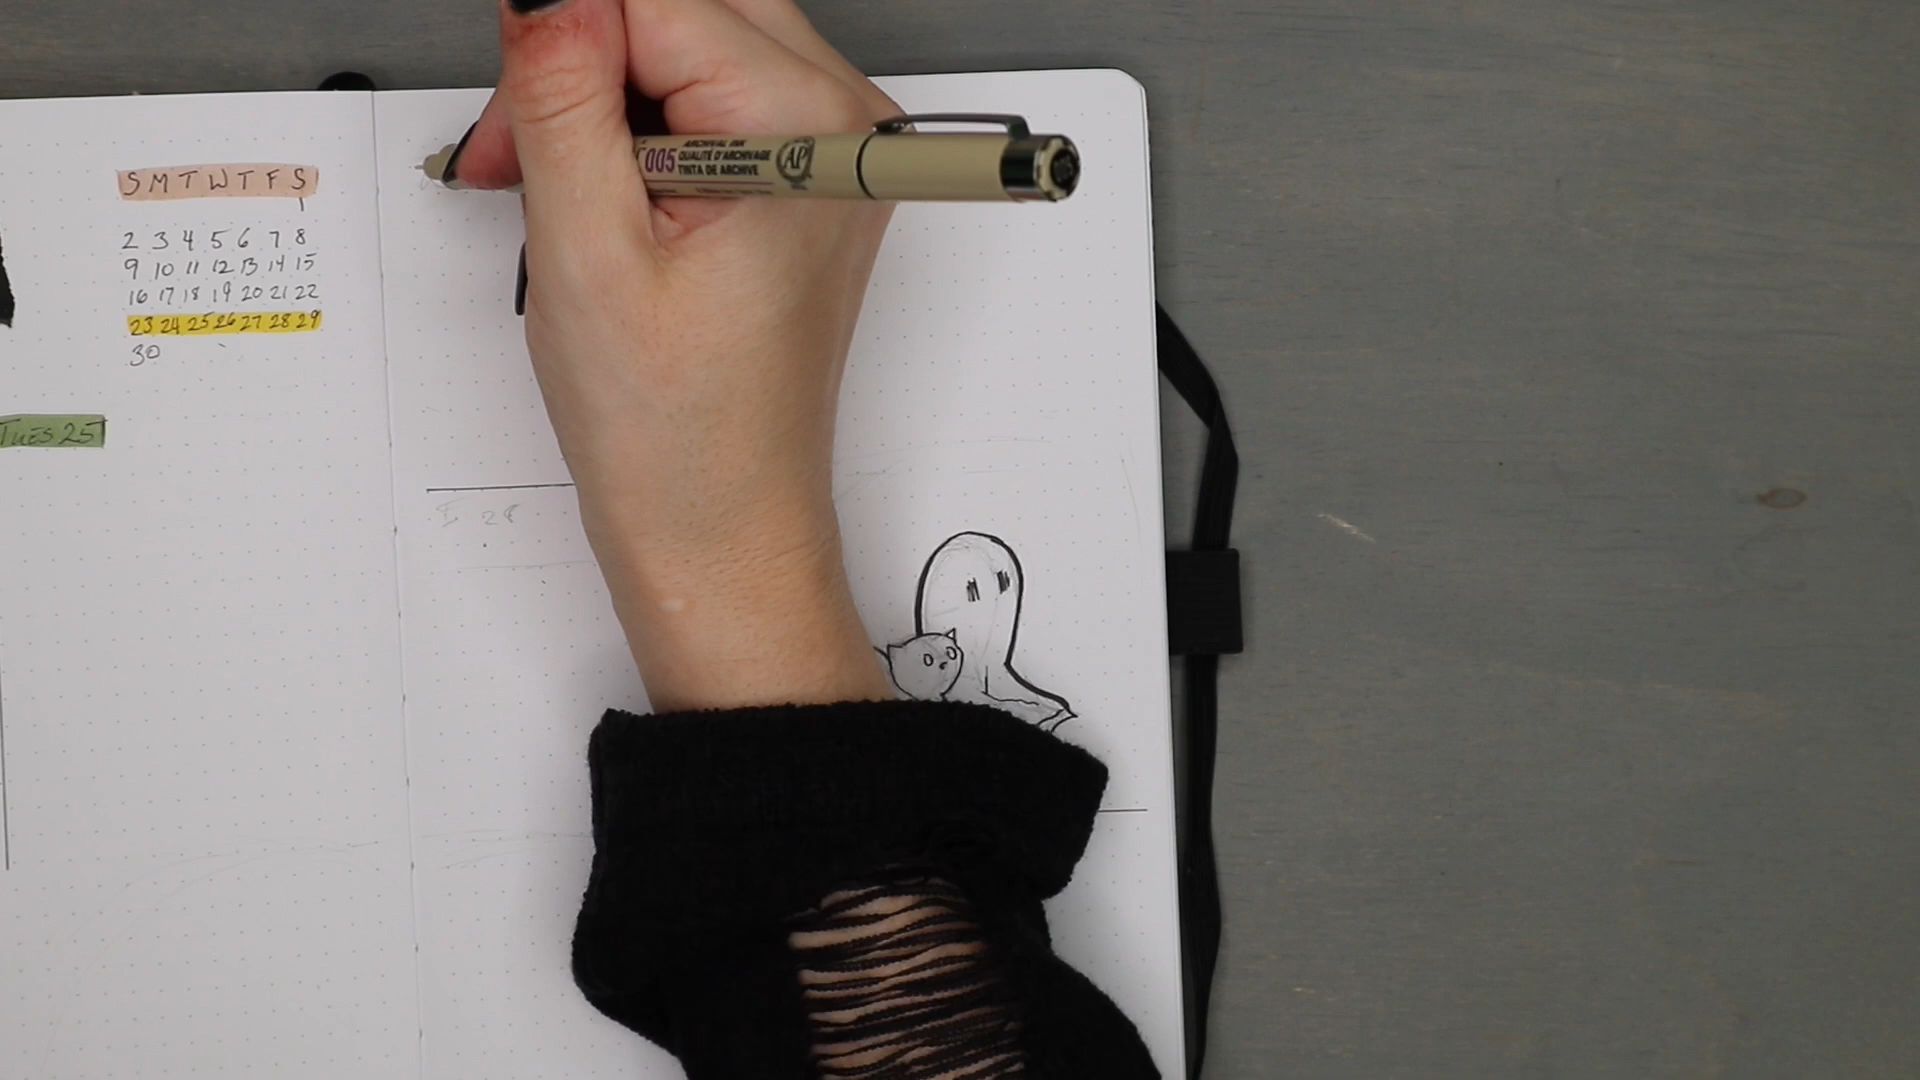 S M T W T F S
1
2 3 4 5 6 7 8
9 10 11 12 13 14 15
16 17 18 19 20 21 22
23 24 25 26 27 28 29
30
TUES 25
005
ARCHIVAL INK
QUALITÉ D'ARCHIVAGE
TINTA DE ARCHIVE
AP
28